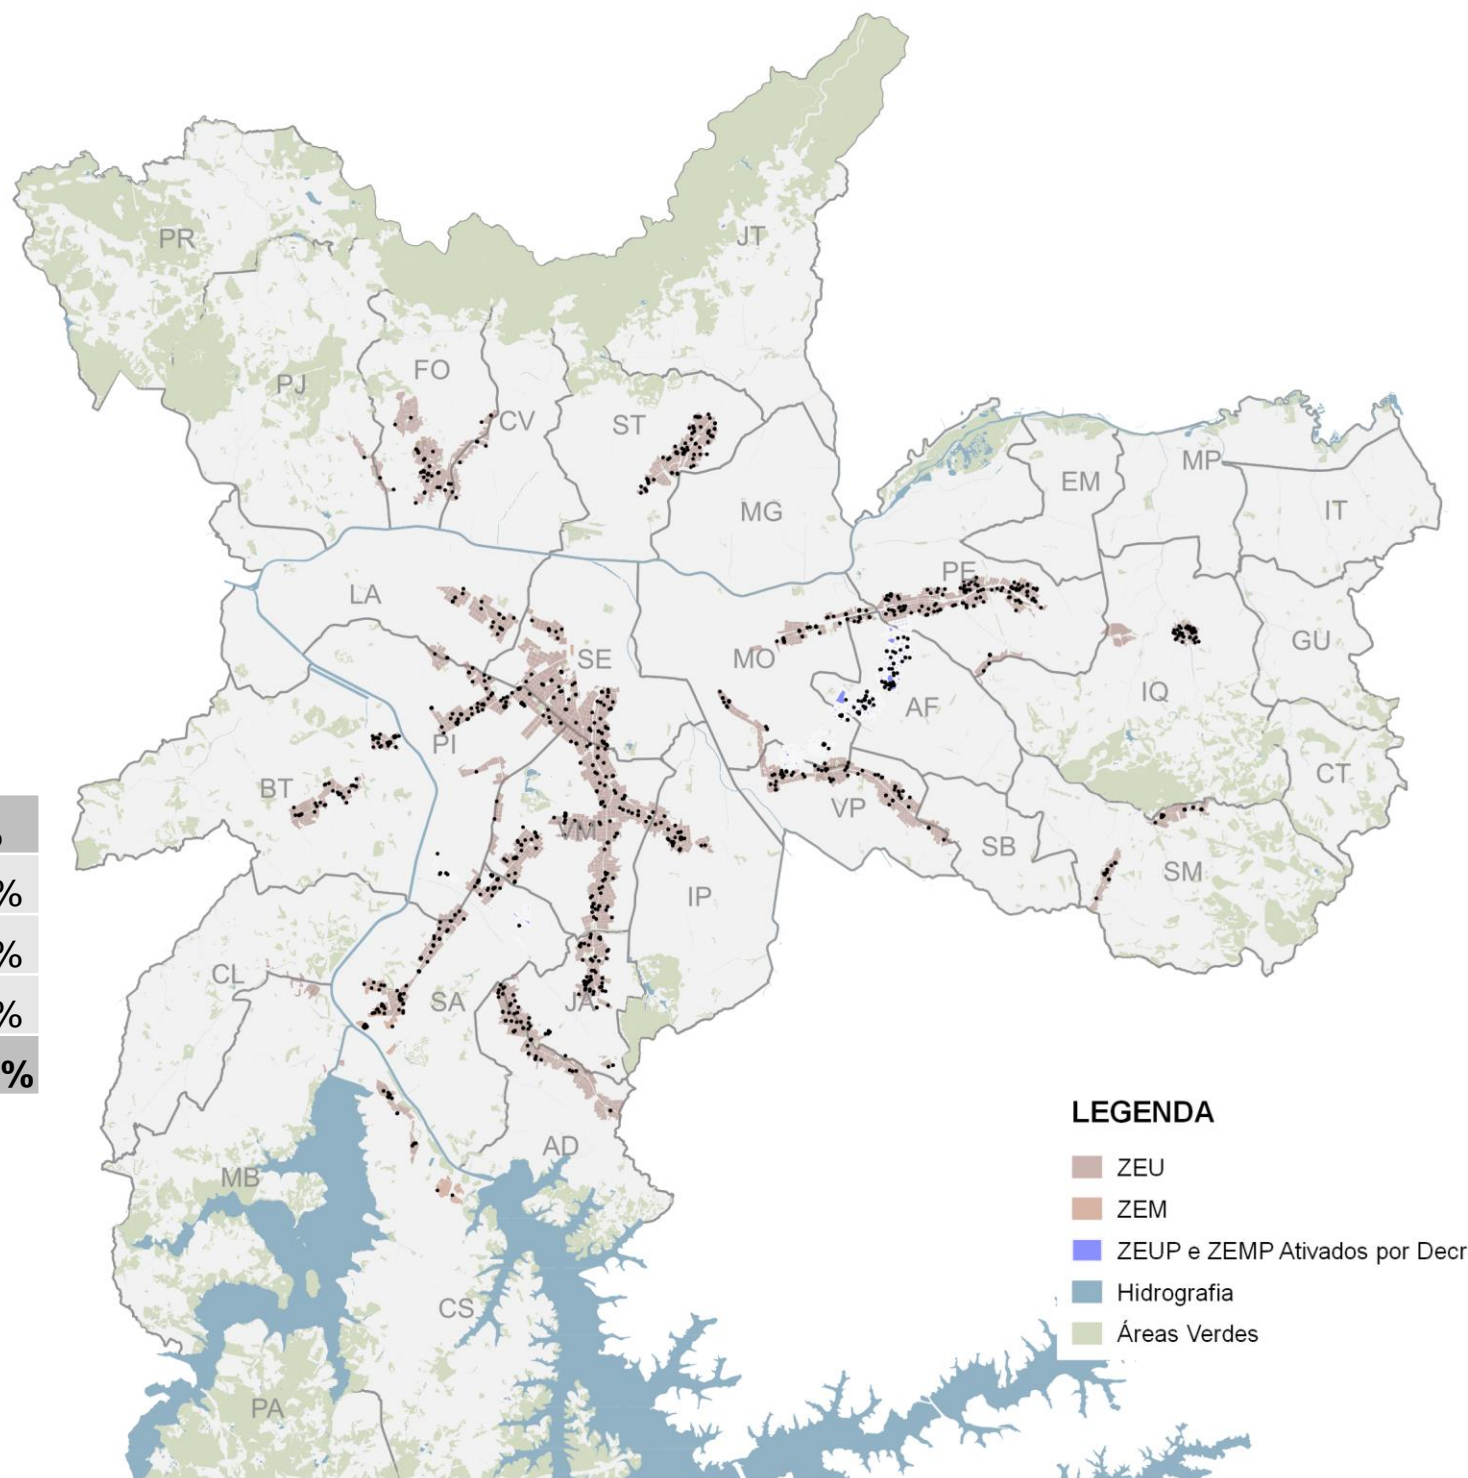 PR
JT
FO
PJ
CV
ST
MP
EM
IT
MG
PE
LA
GU
SE
MO
IQ
AF
PI
CT
BT
VP
VM
SB
SM
IP
%
%
%
%
CL
SA
JA
AD
MB
CS
PA
LEGENDA
ZEU
ZEM
ZEUP e ZEMP Ativados por Decr
Hidrografia
Áreas Verdes